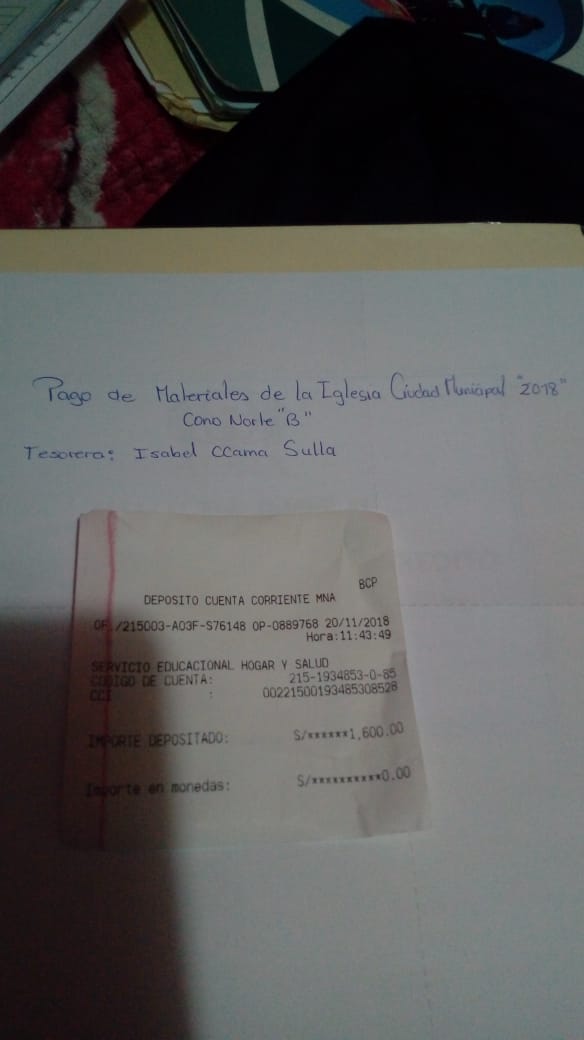 Pago de Materiales de la Iglesia Ciudad Municipal "2018"
Cono Norte "B"
Tesorera: Isabel CCama Sulla
BCP
DEPOSITO CUENTA CORRIENTE MNA
OF./215003-A03F-S76148 OP-0889768 20/11/2018
Hora:11:43:49
SERVICIO EDUCACIONAL HOGAR Y SALUD
CODIGO DE CUENTA: 215-1934853-0-85
CCI : 00221500193485308528
IMPORTE DEPOSITADO: S/******1,600.00
Importe en monedas: S/**********0.00